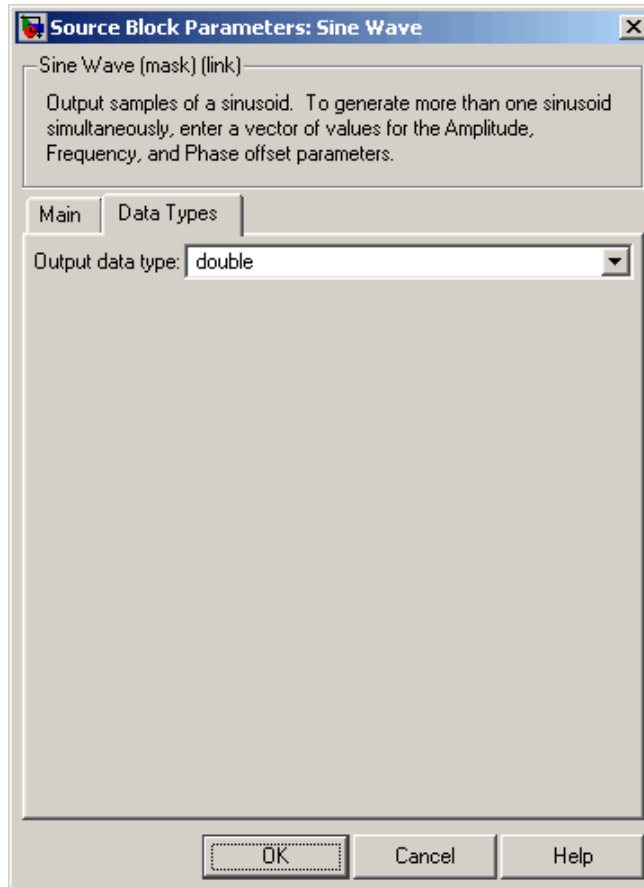 Source Block Parameters: Sine Wave
Sine Wave (mask) (link)
Output samples of a sinusoid. To generate more than one sinusoid
simultaneously, enter a vector of values for the Amplitude,
Frequency, and Phase offset parameters.
Main Data Types
Output data type: double
OK Cancel Help